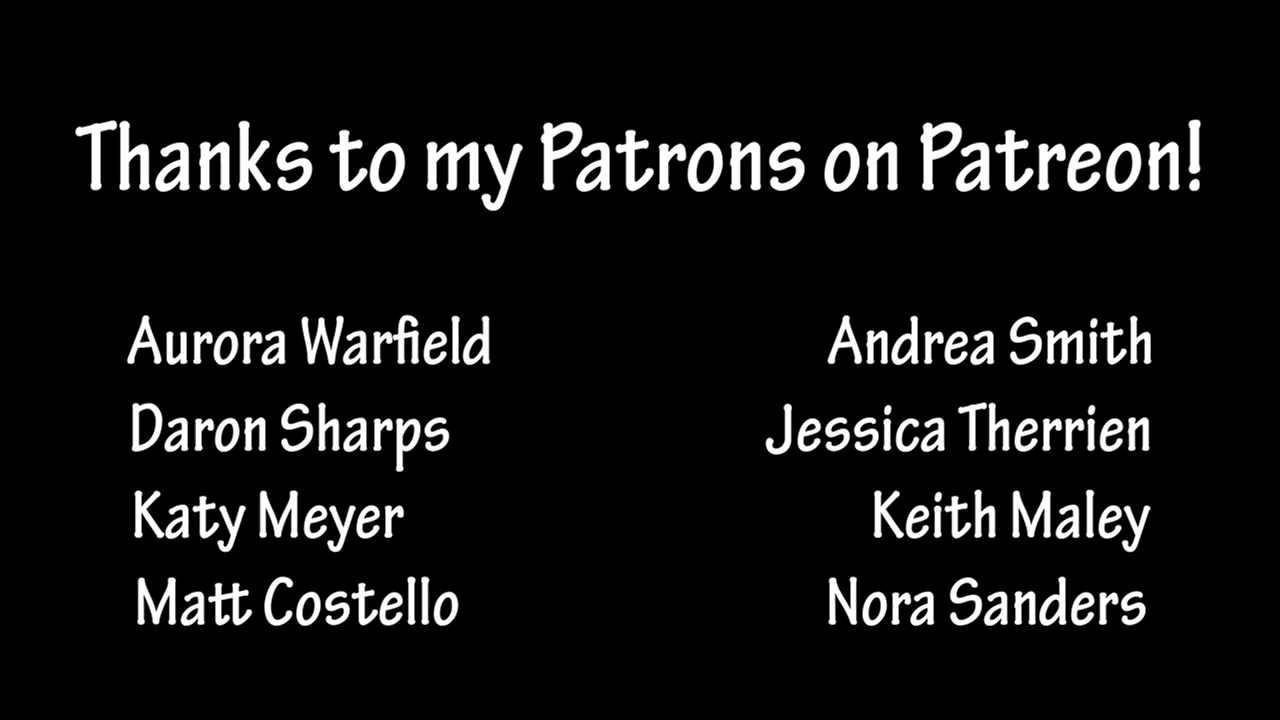 Thanks to my Patrons on Patreon!
Aurora Warfield
Andrea Smith
Daron Sharps
Jessica Therrien
Katy Meyer
Keith Maley
Matt Costello
Nora Sanders